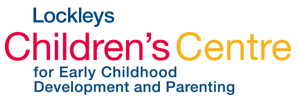 Lockleys
Children's Centre
for Early Childhood
Development and Parenting